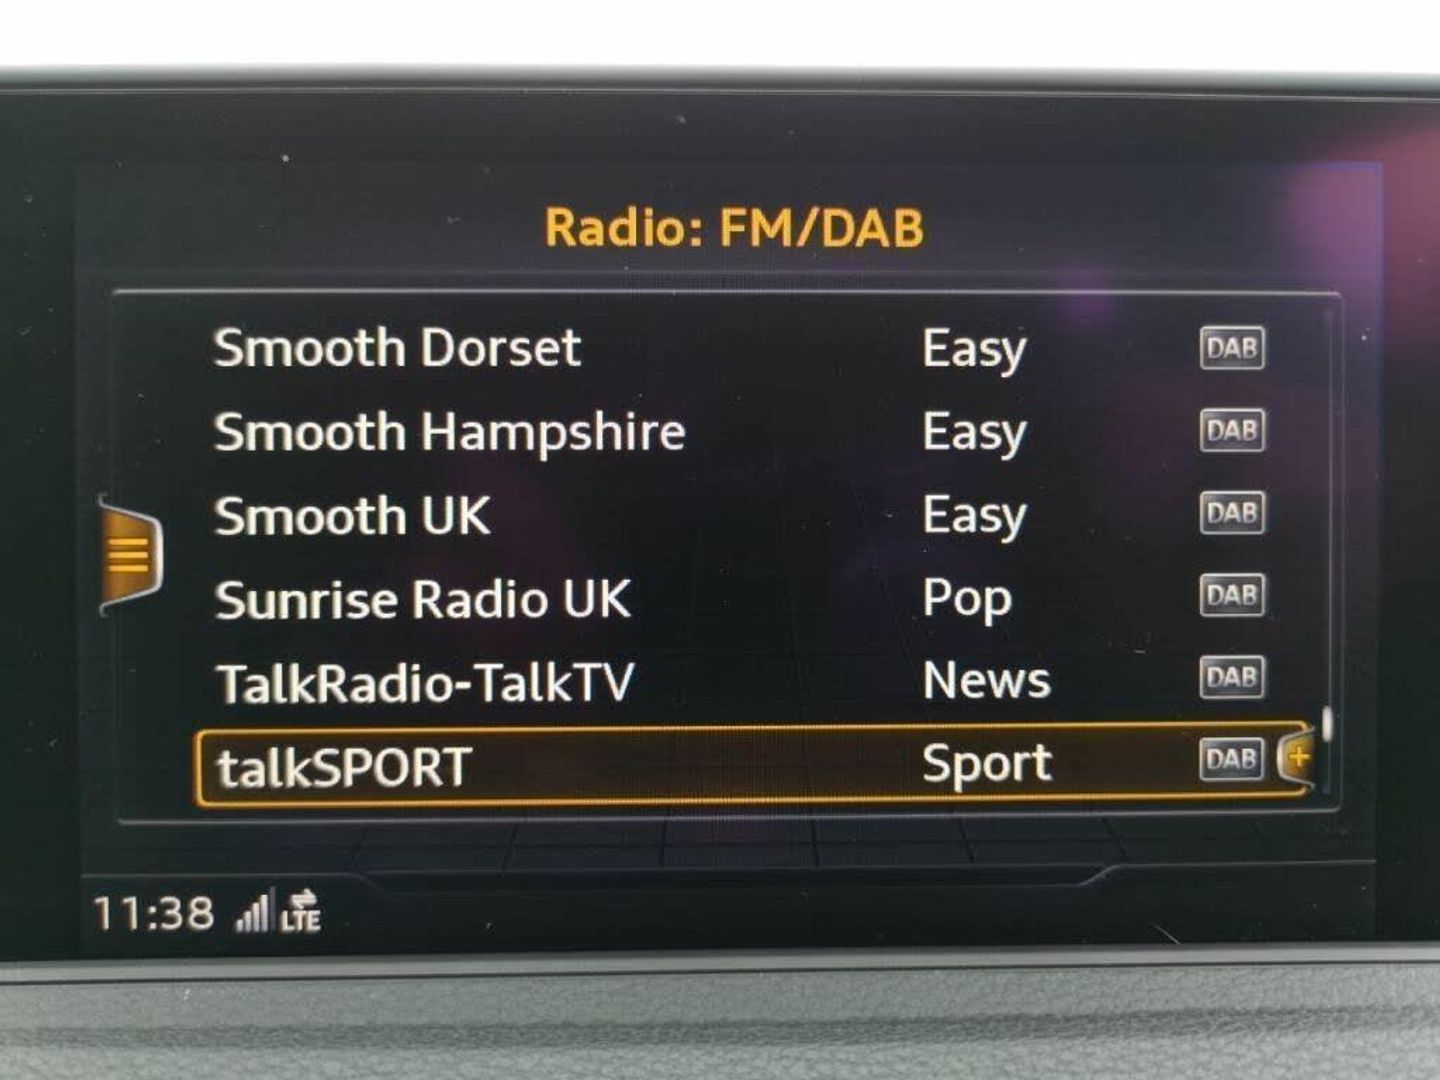 Radio: FM/DAB
Smooth Dorset Easy DAB
Smooth Hampshire Easy DAB
Smooth UK Easy DAB
Sunrise Radio UK Pop DAB
TalkRadio-TalkTV News DAB
talkSPORT Sport DAB +
11:38 LTE